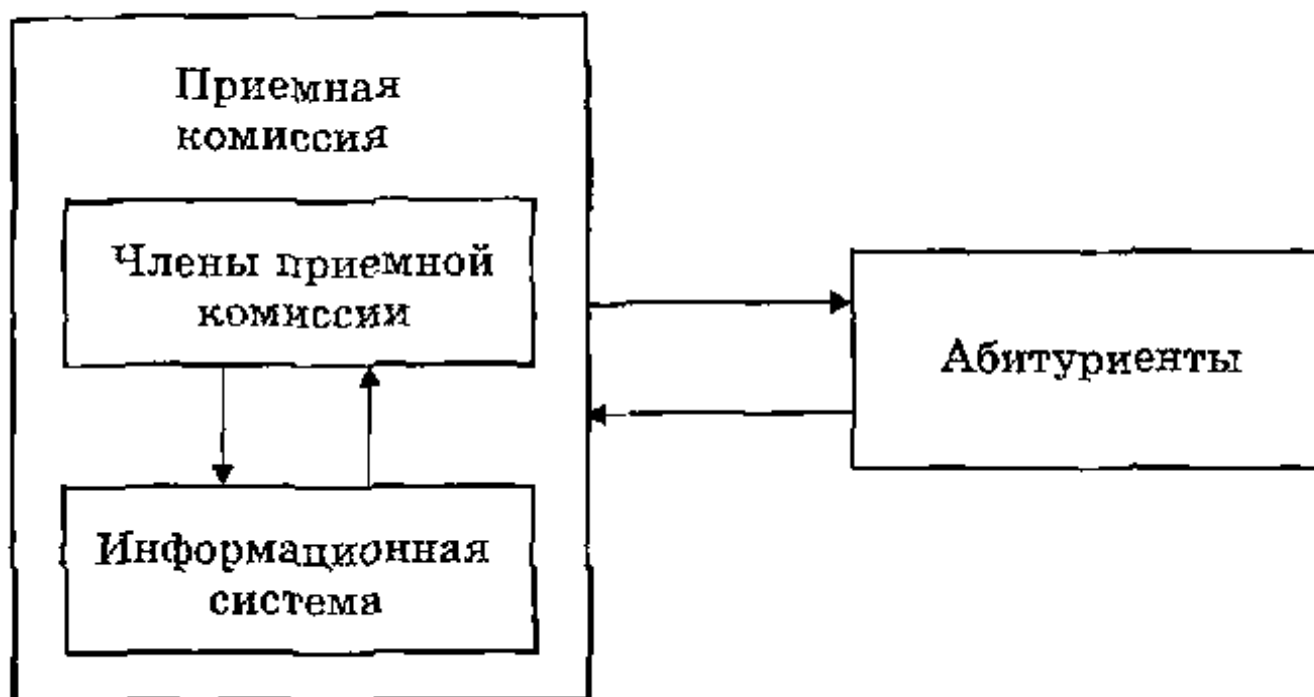 Приемная
комиссия
Члены приемной
комиссии
Абитуриенты
Информационная
система